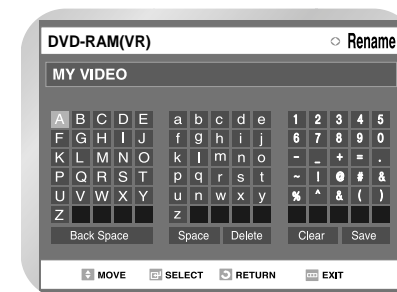 DVD-RAM(VR) Rename
MY VIDEO
A B C D E a b c d e 1 2 3 4 5
F G H I J f g h i j 6 7 8 9 0
K L M N O k l m n o - _ + = .
P Q R S T p q r s t ~ ! @ # &
U V W X Y u v w x y % ^ & ( )
Z z
Back Space Space Delete Clear Save
MOVE SELECT RETURN EXIT